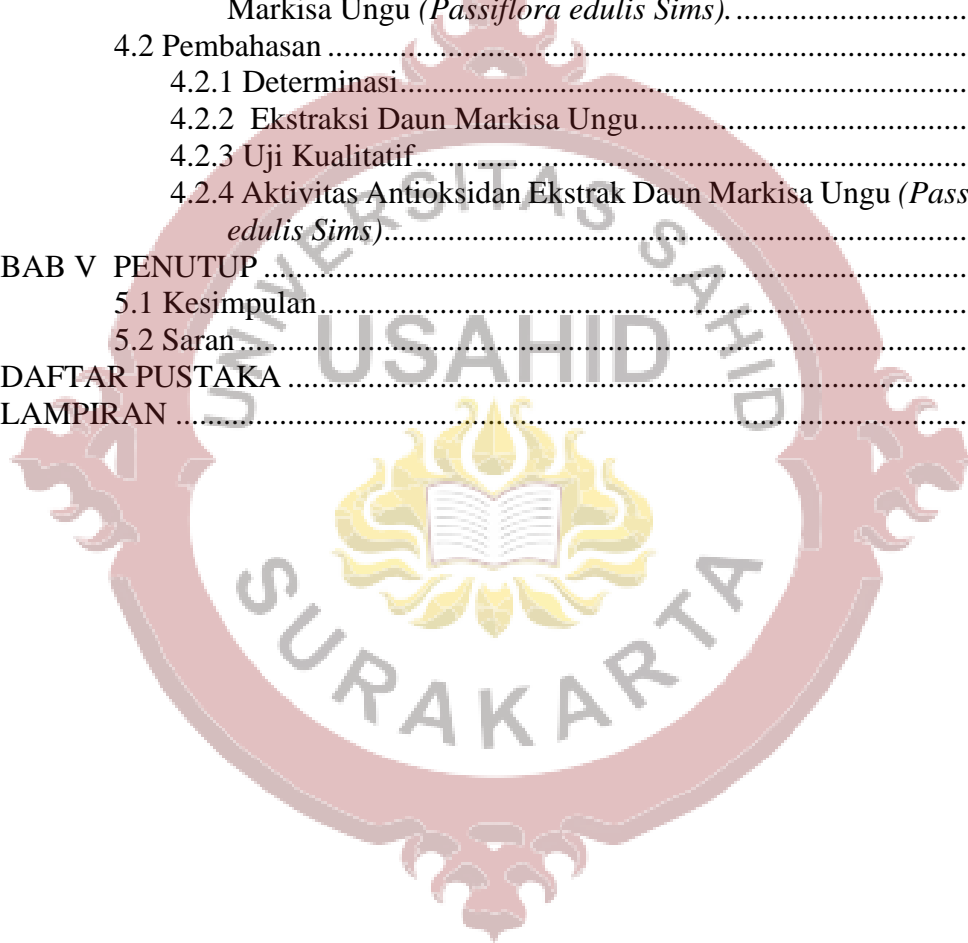 Markisa Ungu (Passiflora edulis Sims). ........................................
4.2 Pembahasan ........................................
4.2.1 Determinasi........................................
4.2.2 Ekstraksi Daun Markisa Ungu........................................
4.2.3 Uji Kualitatif........................................
4.2.4 Aktivitas Antioksidan Ekstrak Daun Markisa Ungu (Pass
edulis Sims)........................................
BAB V PENUTUP ........................................
5.1 Kesimpulan........................................
5.2 Saran ........................................
DAFTAR PUSTAKA ........................................
LAMPIRAN ........................................
UNIVERSITAS SAHID
USAHID
SURAKARTA